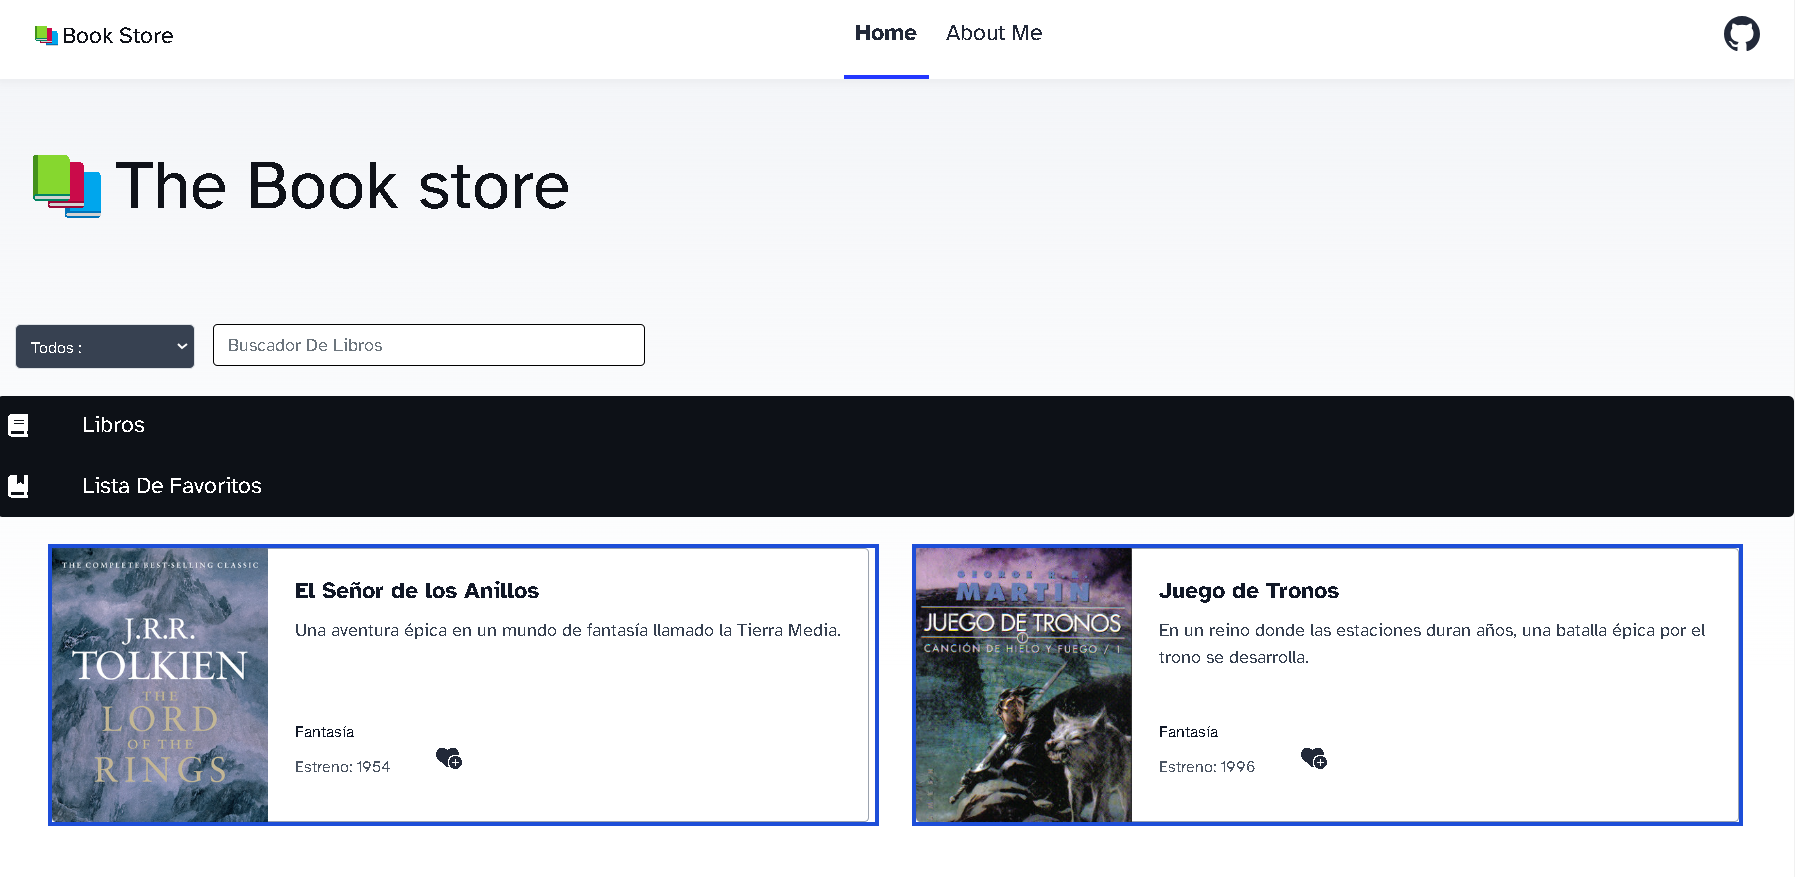 Book Store
Home
About Me
The Book store
Todos :
Buscador De Libros
Libros
Lista De Favoritos
THE COMPLETE BEST-SELLING CLASSIC
J.R.R.
TOLKIEN
THE
LORD
OF THE
RINGS
El Señor de los Anillos
Una aventura épica en un mundo de fantasía llamado la Tierra Media.
Fantasía
Estreno: 1954
GEORGE R.R.
MARTIN
JUEGO DE TRONOS
CANCIÓN DE HIELO Y FUEGO / 1
Juego de Tronos
En un reino donde las estaciones duran años, una batalla épica por el
trono se desarrolla.
Fantasía
Estreno: 1996